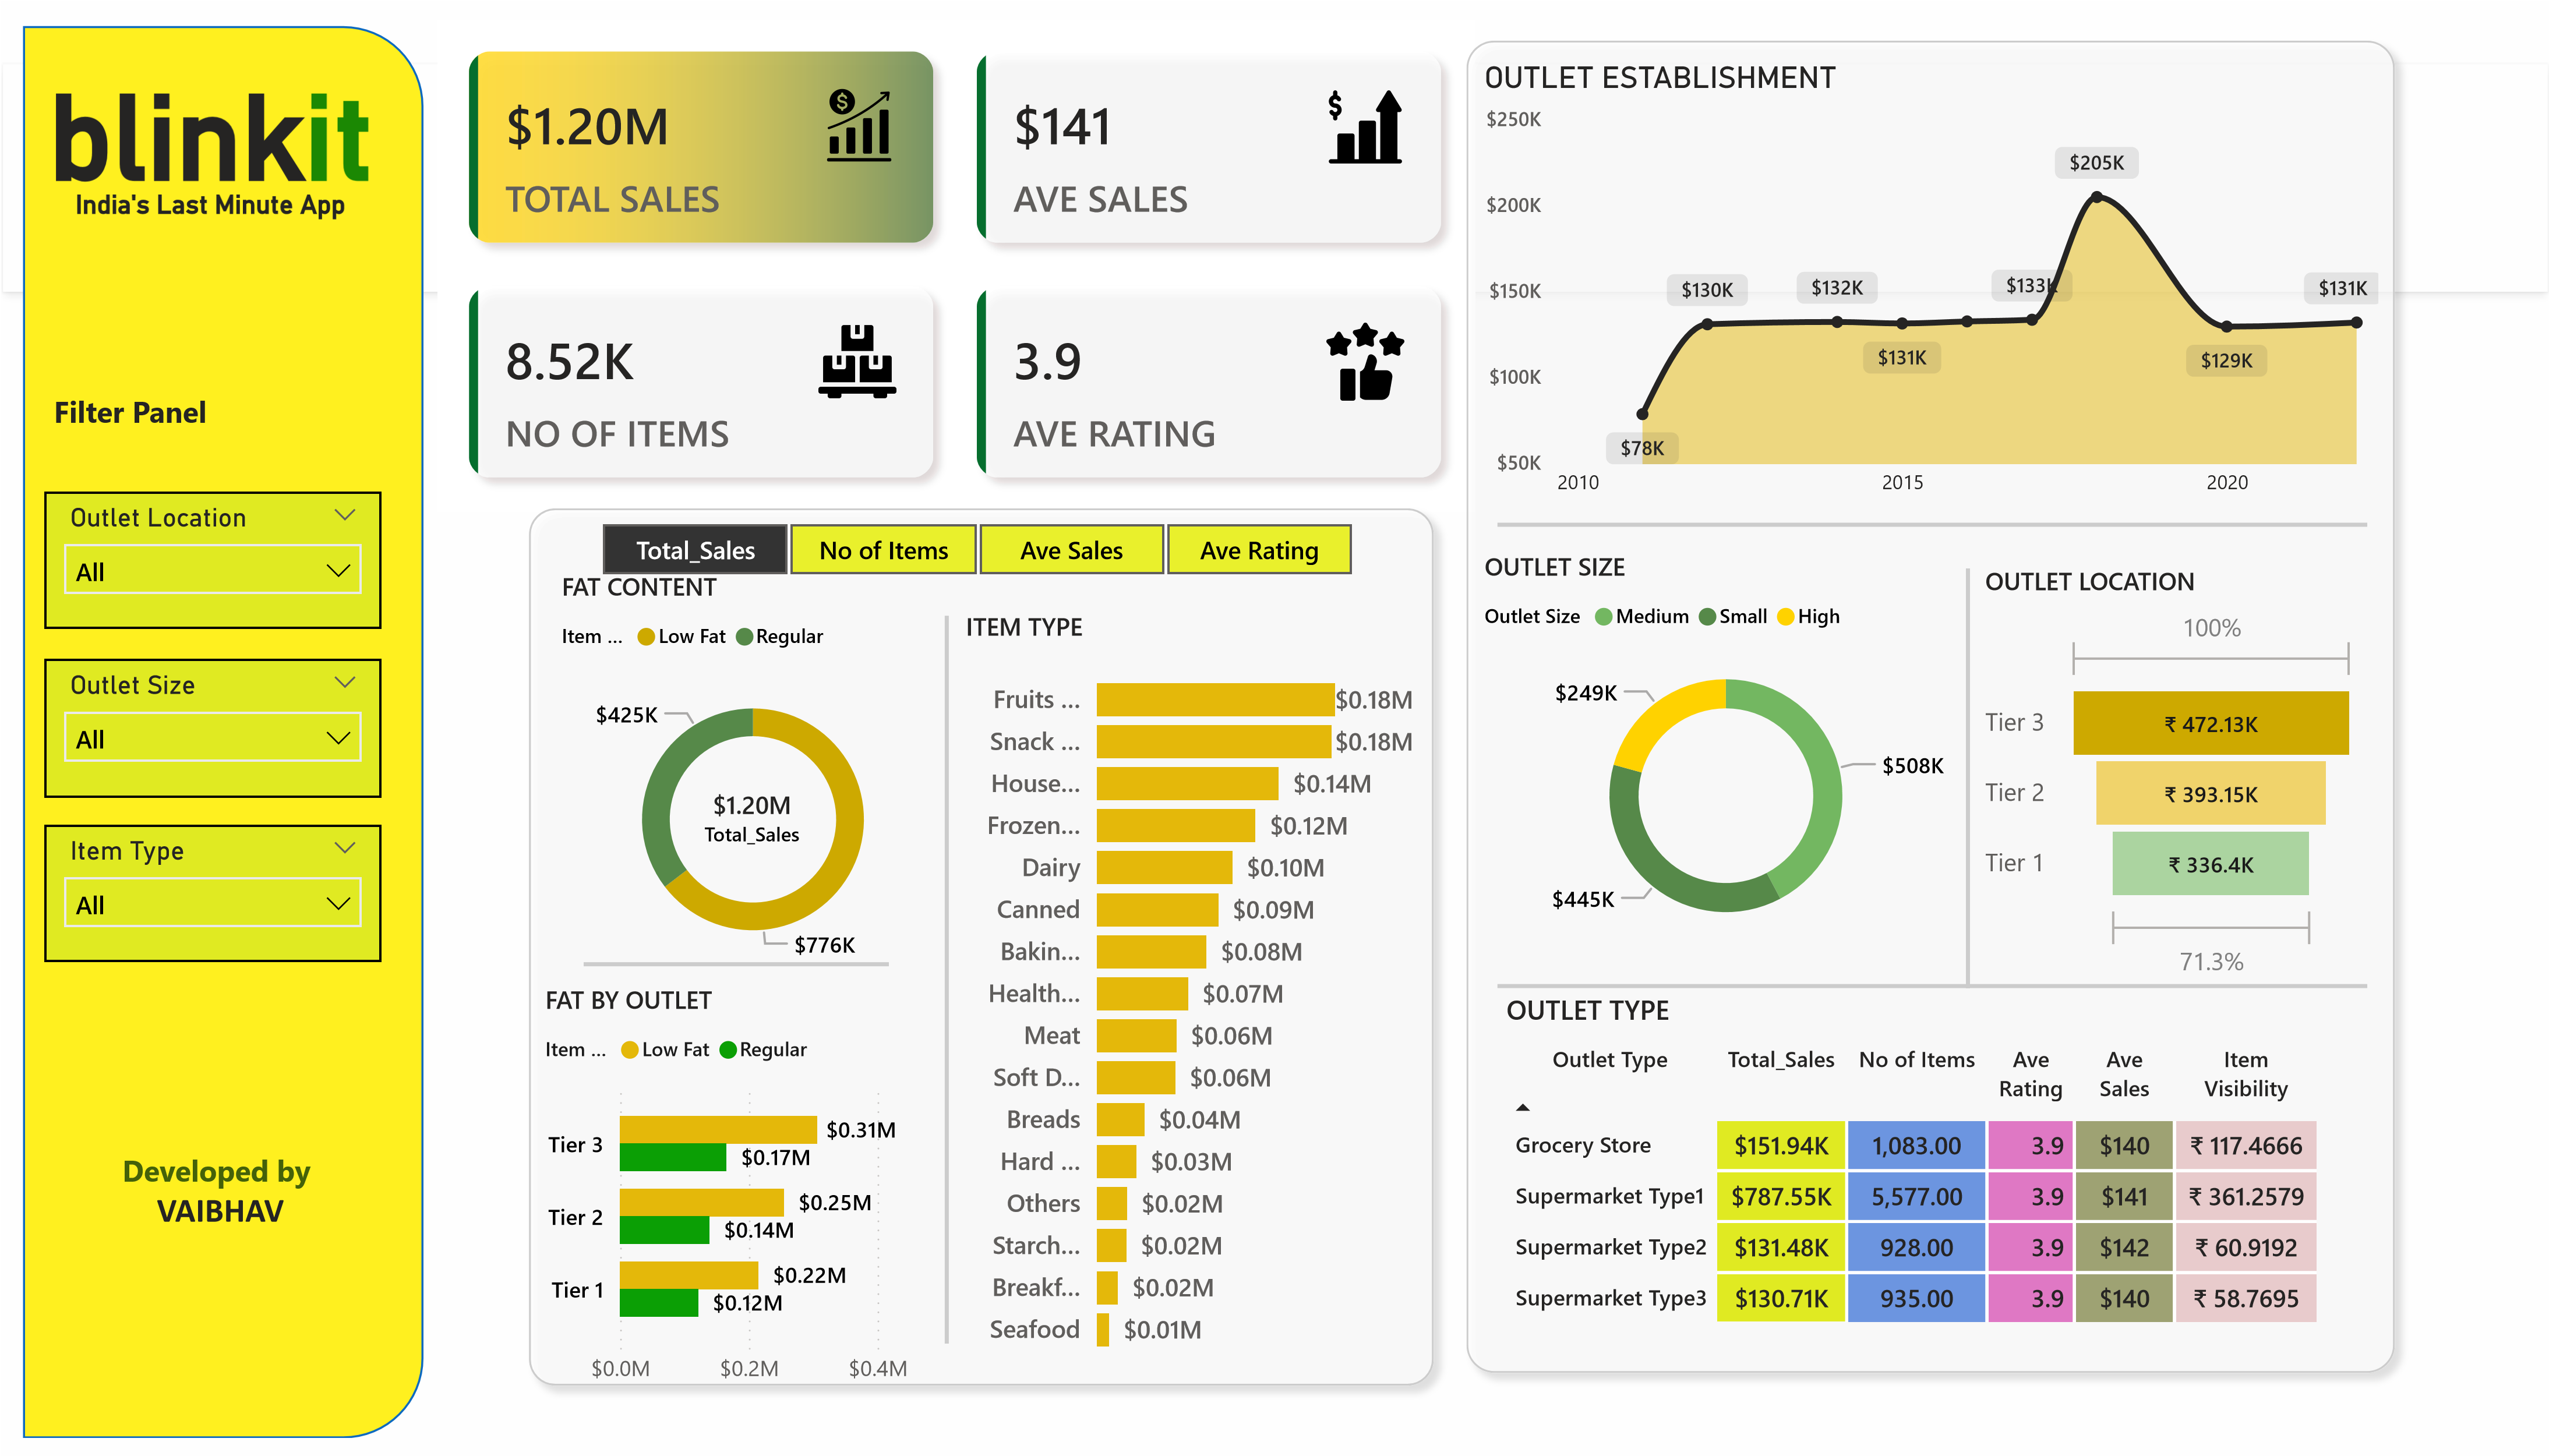 blinkit
India's Last Minute App
Filter Panel
Outlet Location
All
Outlet Size
All
Item Type
All
Developed by
VAIBHAV
$1.20M
TOTAL SALES
$
$141
AVE SALES
$
8.52K
NO OF ITEMS
3.9
AVE RATING
Total_Sales
No of Items
Ave Sales
Ave Rating
FAT CONTENT
Item ... Low Fat Regular
$425K
$1.20M
Total_Sales
$776K
FAT BY OUTLET
Item ... Low Fat Regular
Tier 3 $0.31M
$0.17M
Tier 2 $0.25M
$0.14M
Tier 1 $0.22M
$0.12M
$0.0M $0.2M $0.4M
ITEM TYPE
Fruits ... $0.18M
Snack ... $0.18M
House... $0.14M
Frozen... $0.12M
Dairy $0.10M
Canned $0.09M
Bakin... $0.08M
Health... $0.07M
Meat $0.06M
Soft D... $0.06M
Breads $0.04M
Hard ... $0.03M
Others $0.02M
Starch... $0.02M
Breakf... $0.02M
Seafood $0.01M
OUTLET ESTABLISHMENT
$250K
$200K
$150K
$100K
$50K
$78K
$130K
$132K
$131K
$133K
$205K
$129K
$131K
2010 2015 2020
OUTLET SIZE
Outlet Size Medium Small High
$249K
$508K
$445K
OUTLET LOCATION
100%
Tier 3 ₹ 472.13K
Tier 2 ₹ 393.15K
Tier 1 ₹ 336.4K
71.3%
OUTLET TYPE
Outlet Type Total_Sales No of Items Ave Rating Ave Sales Item Visibility
Grocery Store $151.94K 1,083.00 3.9 $140 ₹ 117.4666
Supermarket Type1 $787.55K 5,577.00 3.9 $141 ₹ 361.2579
Supermarket Type2 $131.48K 928.00 3.9 $142 ₹ 60.9192
Supermarket Type3 $130.71K 935.00 3.9 $140 ₹ 58.7695